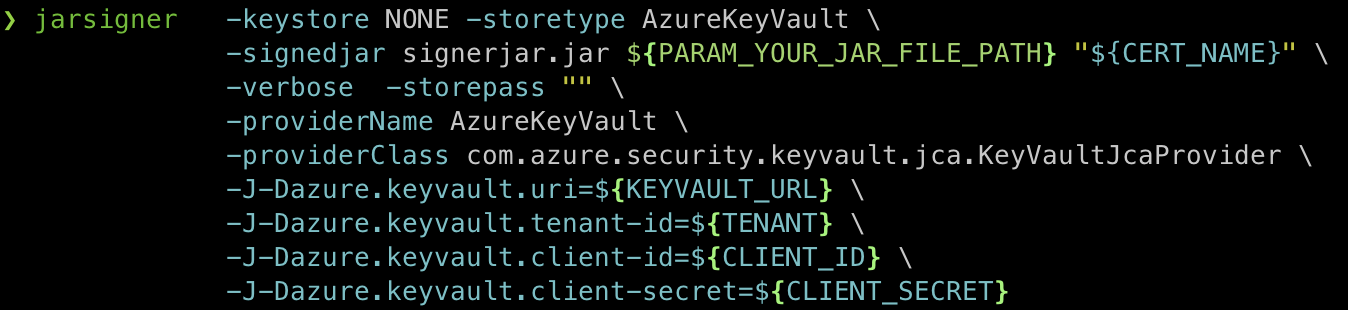 ❯ jarsigner   -keystore NONE -storetype AzureKeyVault \
              -signedjar signerjar.jar ${PARAM_YOUR_JAR_FILE_PATH} "${CERT_NAME}" \
              -verbose  -storepass "" \
              -providerName AzureKeyVault \
              -providerClass com.azure.security.keyvault.jca.KeyVaultJcaProvider \
              -J-Dazure.keyvault.uri=${KEYVAULT_URL} \
              -J-Dazure.keyvault.tenant-id=${TENANT} \
              -J-Dazure.keyvault.client-id=${CLIENT_ID} \
              -J-Dazure.keyvault.client-secret=${CLIENT_SECRET}